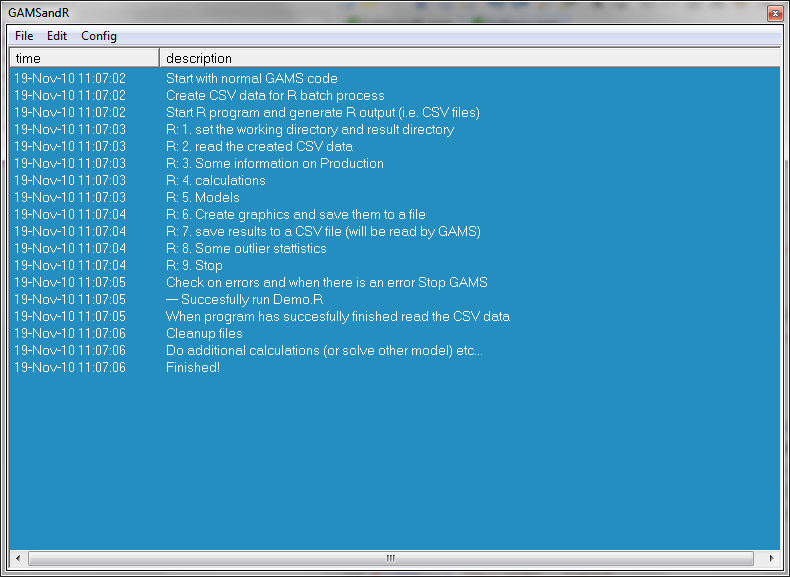 GAMSandR
File Edit Config
time description
19-Nov-10 11:07:02 Start with normal GAMS code
19-Nov-10 11:07:02 Create CSV data for R batch process
19-Nov-10 11:07:02 Start R program and generate R output (i.e. CSV files)
19-Nov-10 11:07:03 R: 1. set the working directory and result directory
19-Nov-10 11:07:03 R: 2. read the created CSV data
19-Nov-10 11:07:03 R: 3. Some information on Production
19-Nov-10 11:07:03 R: 4. calculations
19-Nov-10 11:07:03 R: 5. Models
19-Nov-10 11:07:04 R: 6. Create graphics and save them to a file
19-Nov-10 11:07:04 R: 7. save results to a CSV file (will be read by GAMS)
19-Nov-10 11:07:04 R: 8. Some outlier stattistics
19-Nov-10 11:07:04 R: 9. Stop
19-Nov-10 11:07:05 Check on errors and when there is an error Stop GAMS
19-Nov-10 11:07:05 --- Succesfully run Demo.R
19-Nov-10 11:07:05 When program has succesfully finished read the CSV data
19-Nov-10 11:07:06 Cleanup files
19-Nov-10 11:07:06 Do additional calculations (or solve other model) etc...
19-Nov-10 11:07:06 Finished!